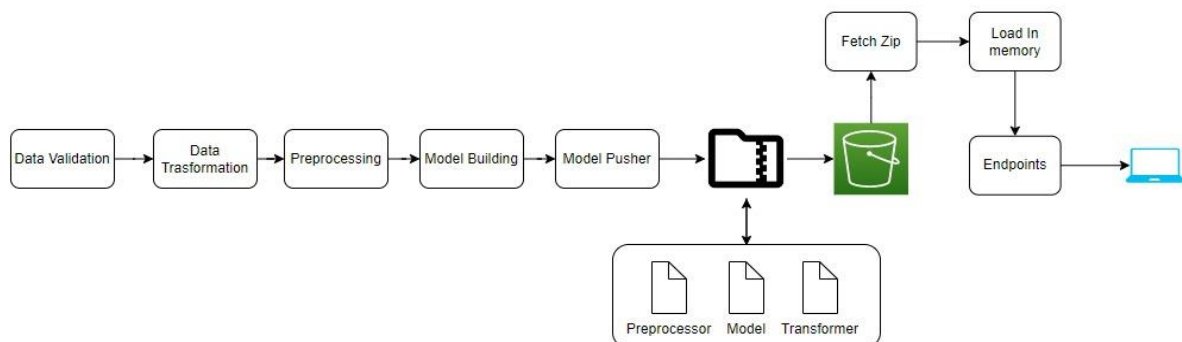 Fetch Zip
Load In
memory
Data Validation
Data
Trasformation
Preprocessing
Model Building
Model Pusher
Endpoints
Preprocessor
Model
Transformer